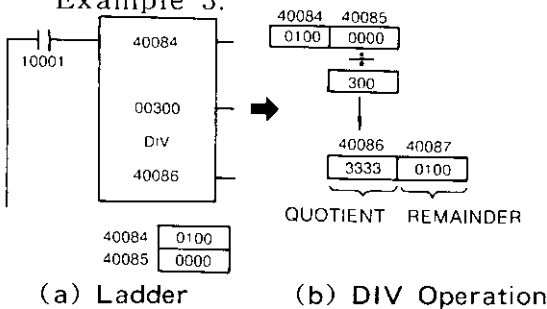 Example 3.
10001
40084
00300
DIV
40086
40084 0100
40085 0000
(a) Ladder
40084 40085
0100 0000
÷
300
40086 40087
3333 0100
QUOTIENT REMAINDER
(b) DIV Operation